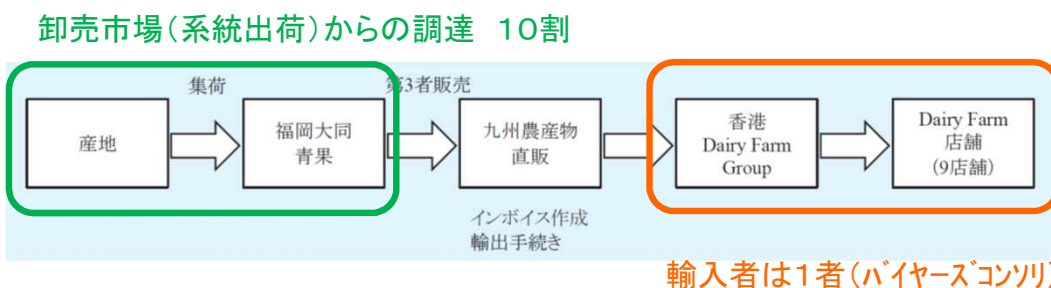 卸売市場（系統出荷）からの調達　１０割
集荷
第3者販売
産地
福岡大同
青果
九州農産物
直販
香港
Dairy Farm
Group
Dairy Farm
店舗
(9店舗)
インボイス作成
輸出手続き
輸入者は１者（バイヤーズコンソリ）